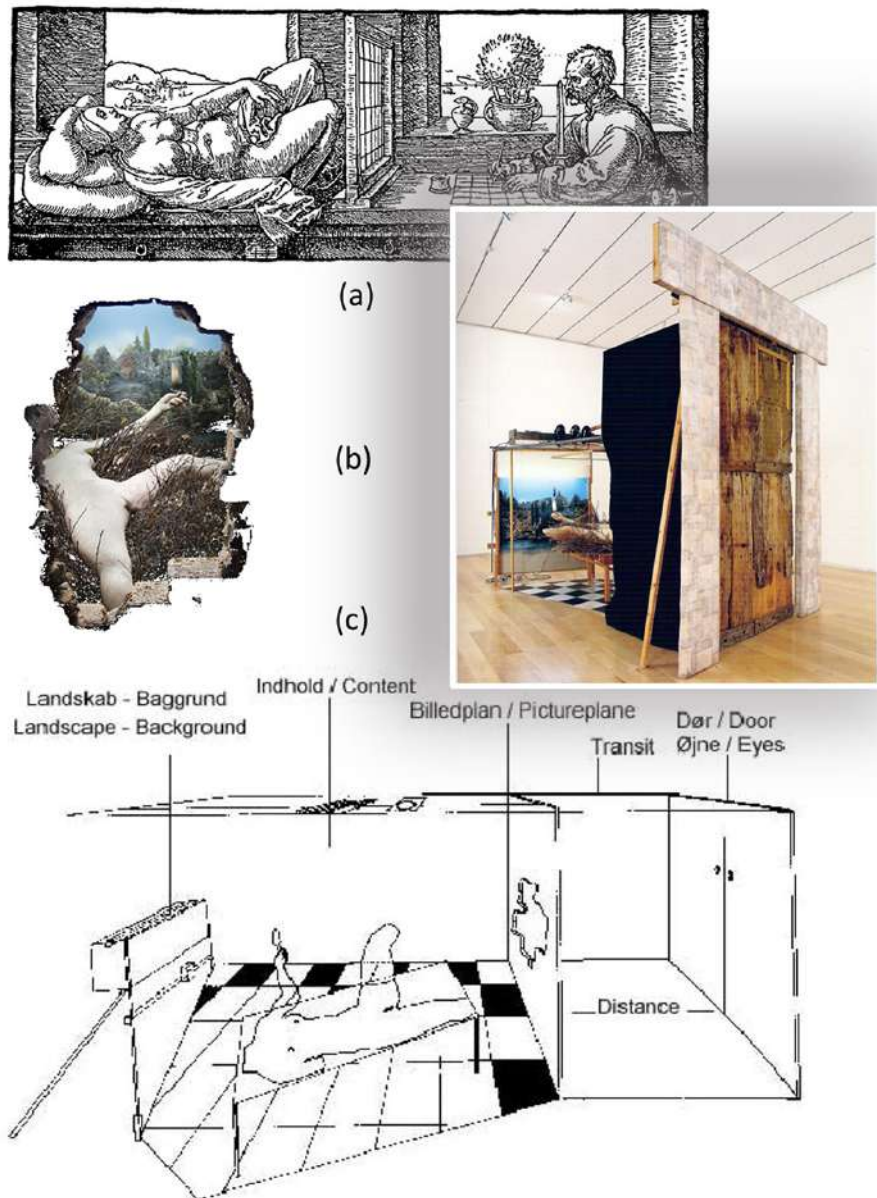 (a)
(b)
(c)
Landskab - Baggrund
Landscape - Background
Indhold / Content
Billedplan / Pictureplane
Transit
Dør / Door
Øjne / Eyes
Distance